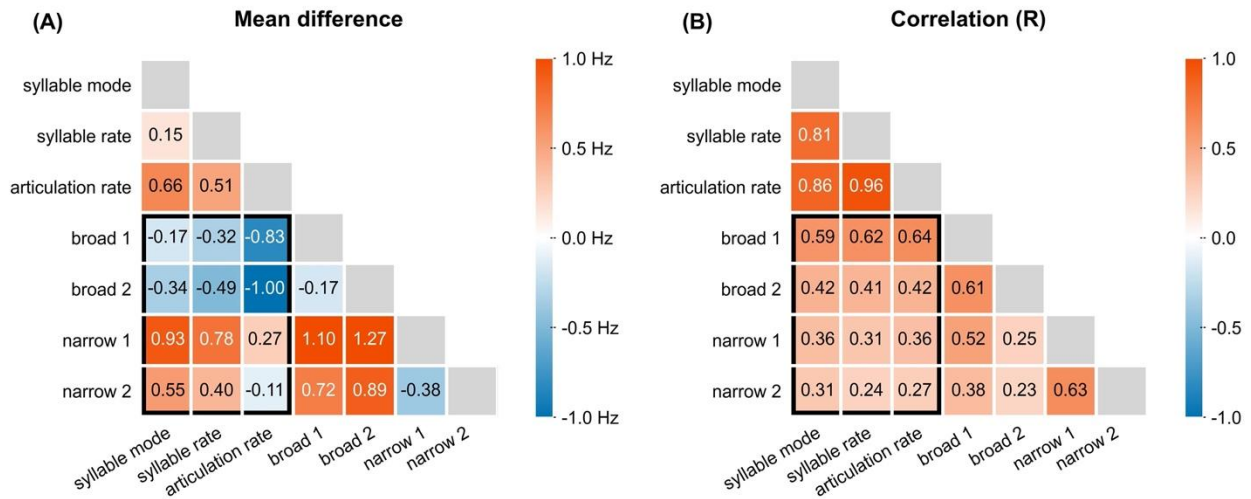 (A) Mean difference
syllable mode
syllable rate 0.15
articulation rate 0.66 0.51
broad 1 -0.17 -0.32 -0.83
broad 2 -0.34 -0.49 -1.00 -0.17
narrow 1 0.93 0.78 0.27 1.10 1.27
narrow 2 0.55 0.40 -0.11 0.72 0.89 -0.38
syllable mode syllable rate articulation rate broad 1 broad 2 narrow 1 narrow 2
1.0 Hz
0.5 Hz
0.0 Hz
-0.5 Hz
-1.0 Hz
(B) Correlation (R)
syllable mode
syllable rate 0.81
articulation rate 0.86 0.96
broad 1 0.59 0.62 0.64
broad 2 0.42 0.41 0.42 0.61
narrow 1 0.36 0.31 0.36 0.52 0.25
narrow 2 0.31 0.24 0.27 0.38 0.23 0.63
syllable mode syllable rate articulation rate broad 1 broad 2 narrow 1 narrow 2
1.0
0.5
0.0
-0.5
-1.0